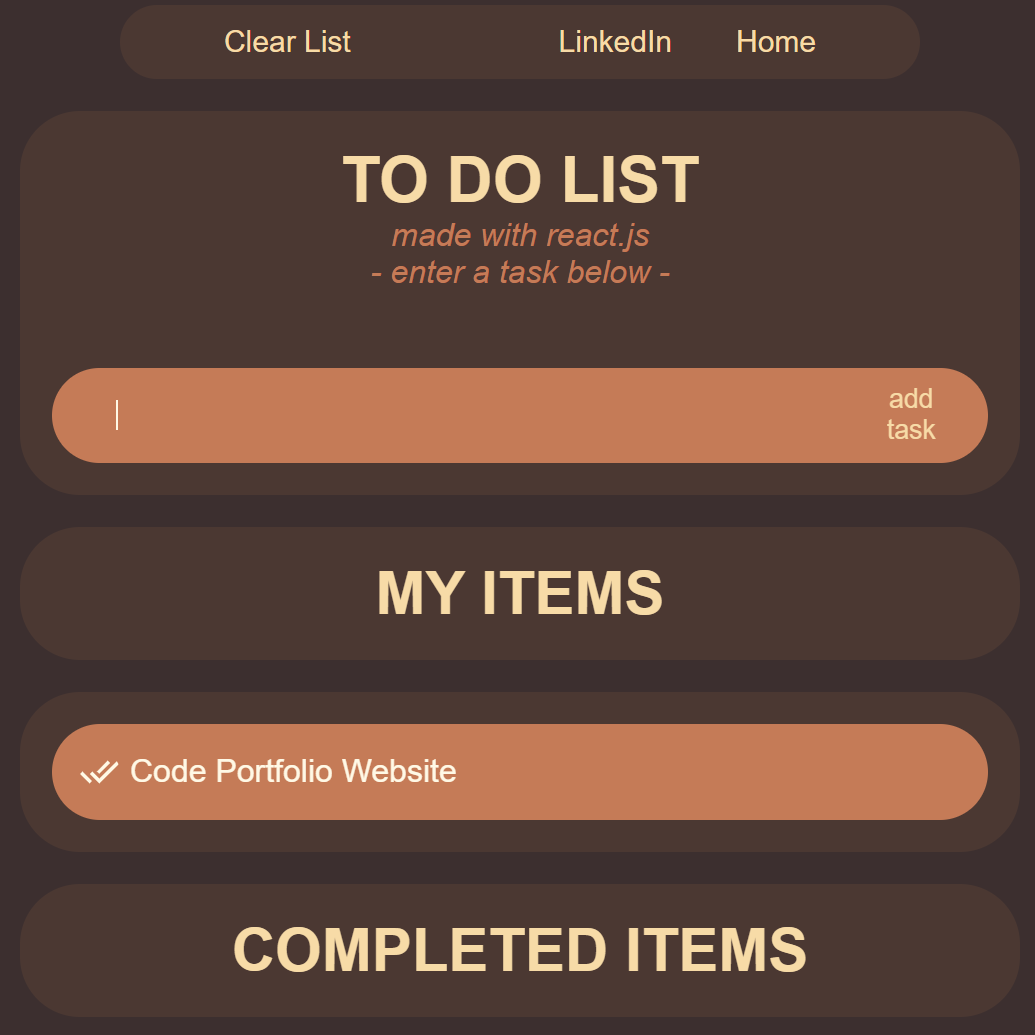 Clear List LinkedIn Home
TO DO LIST
made with react.js
- enter a task below -
add
task
MY ITEMS
Code Portfolio Website
COMPLETED ITEMS